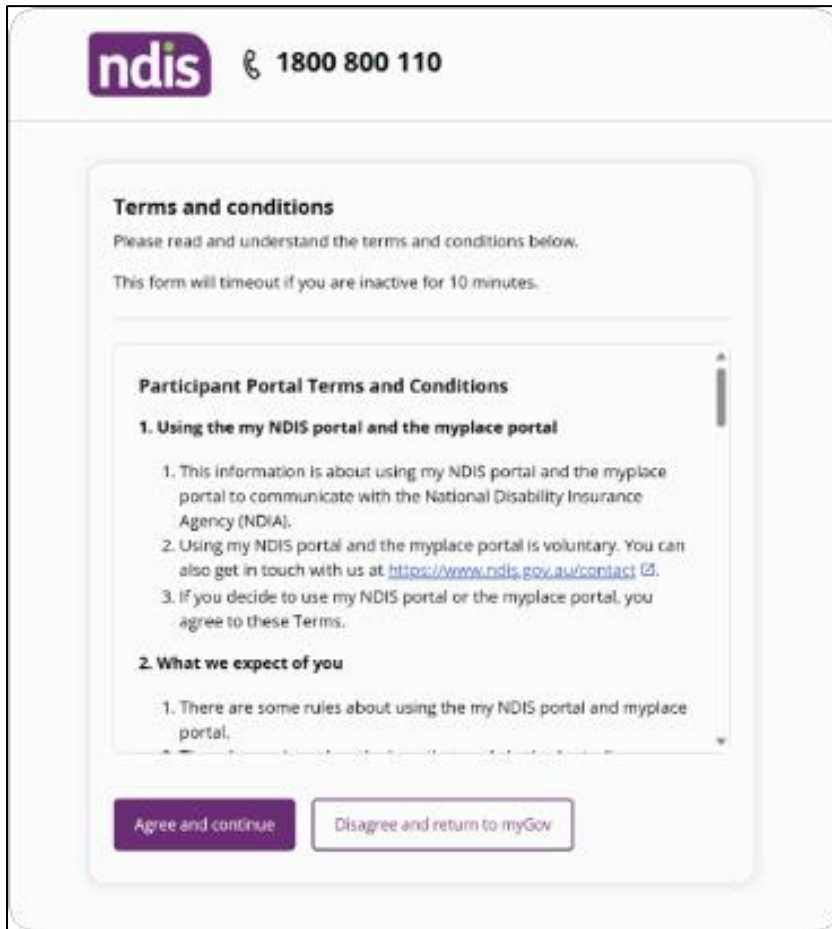 ndis 1800 800 110
Terms and conditions
Please read and understand the terms and conditions below.
This form will timeout if you are inactive for 10 minutes.
Participant Portal Terms and Conditions
1. Using the my NDIS portal and the myplace portal
1. This information is about using my NDIS portal and the myplace
portal to communicate with the National Disability Insurance
Agency (NDIA).
2. Using my NDIS portal and the myplace portal is voluntary. You can
also get in touch with us at https://www.ndis.gov.au/contact.
3. If you decide to use my NDIS portal or the myplace portal, you
agree to these Terms.
2. What we expect of you
1. There are some rules about using the my NDIS portal and myplace
portal.
Agree and continue Disagree and return to myGov